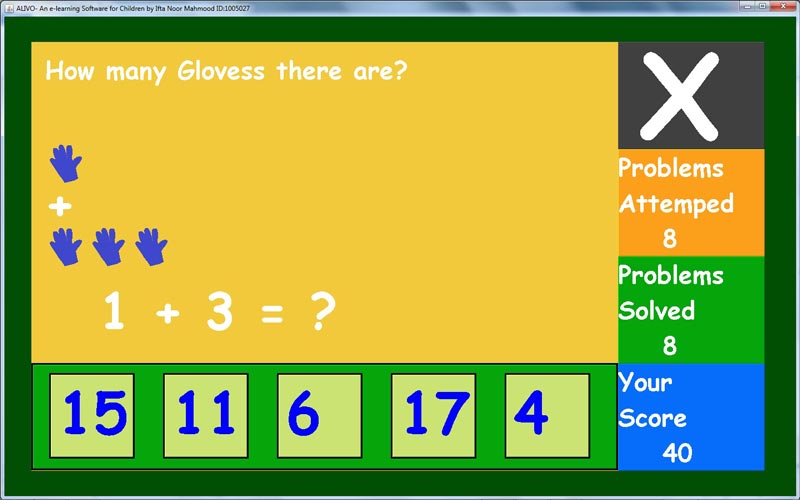 ALIVO- An e-learning Software for Children by Ifta Noor Mahmood ID:1005027
How many Glovess there are?
+
1 + 3 = ?
15 11 6 17 4
X
Problems
Attemped
8
Problems
Solved
8
Your
Score
40